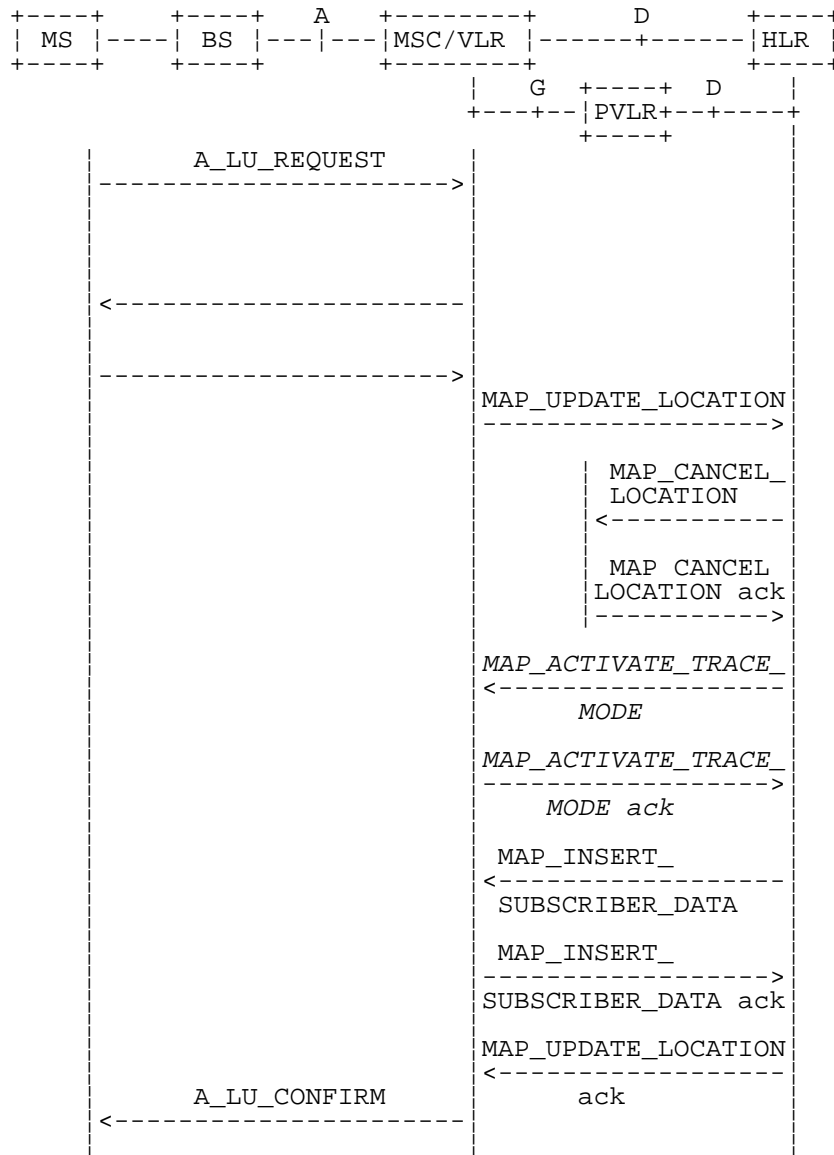 A D
MS BS MSC/VLR HLR
G D
PVLR
A_LU_REQUEST
MAP_UPDATE_LOCATION
MAP_CANCEL_
LOCATION
MAP CANCEL
LOCATION ack
MAP_ACTIVATE_TRACE_
MODE
MAP_ACTIVATE_TRACE_
MODE ack
MAP_INSERT_
SUBSCRIBER_DATA
MAP_INSERT_
SUBSCRIBER_DATA ack
MAP_UPDATE_LOCATION
A_LU_CONFIRM ack